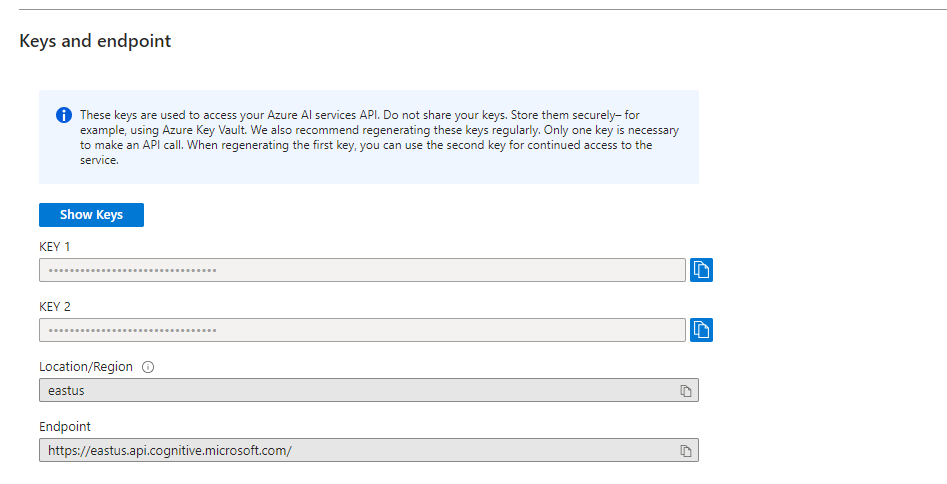 Keys and endpoint
These keys are used to access your Azure AI services API. Do not share your keys. Store them securely– for
example, using Azure Key Vault. We also recommend regenerating these keys regularly. Only one key is necessary
to make an API call. When regenerating the first key, you can use the second key for continued access to the
service.
Show Keys
KEY 1
••••••••••••••••••••••••••••••••
KEY 2
••••••••••••••••••••••••••••••••
Location/Region
eastus
Endpoint
https://eastus.api.cognitive.microsoft.com/